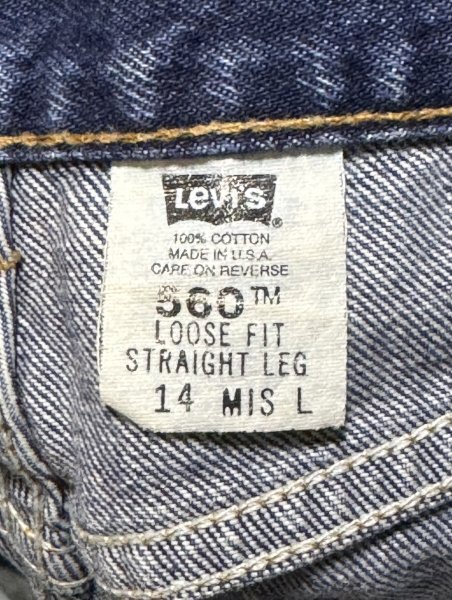 Levi's
®
100% COTTON
MADE IN U.S.A.
CARE ON REVERSE
560™
LOOSE FIT
STRAIGHT LEG
14 MIS L